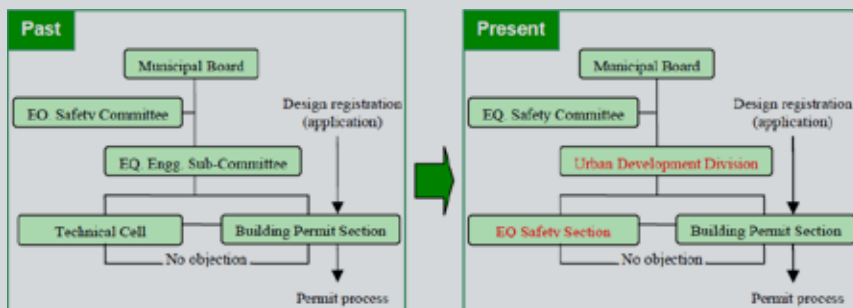 Past
Municipal Board
EQ. Safety Committee
Design registration
(application)
EQ. Engg. Sub-Committee
Technical Cell
Building Permit Section
No objection
Permit process
Present
Municipal Board
EQ. Safety Committee
Design registration
(application)
Urban Development Division
EQ Safety Section
Building Permit Section
No objection
Permit process